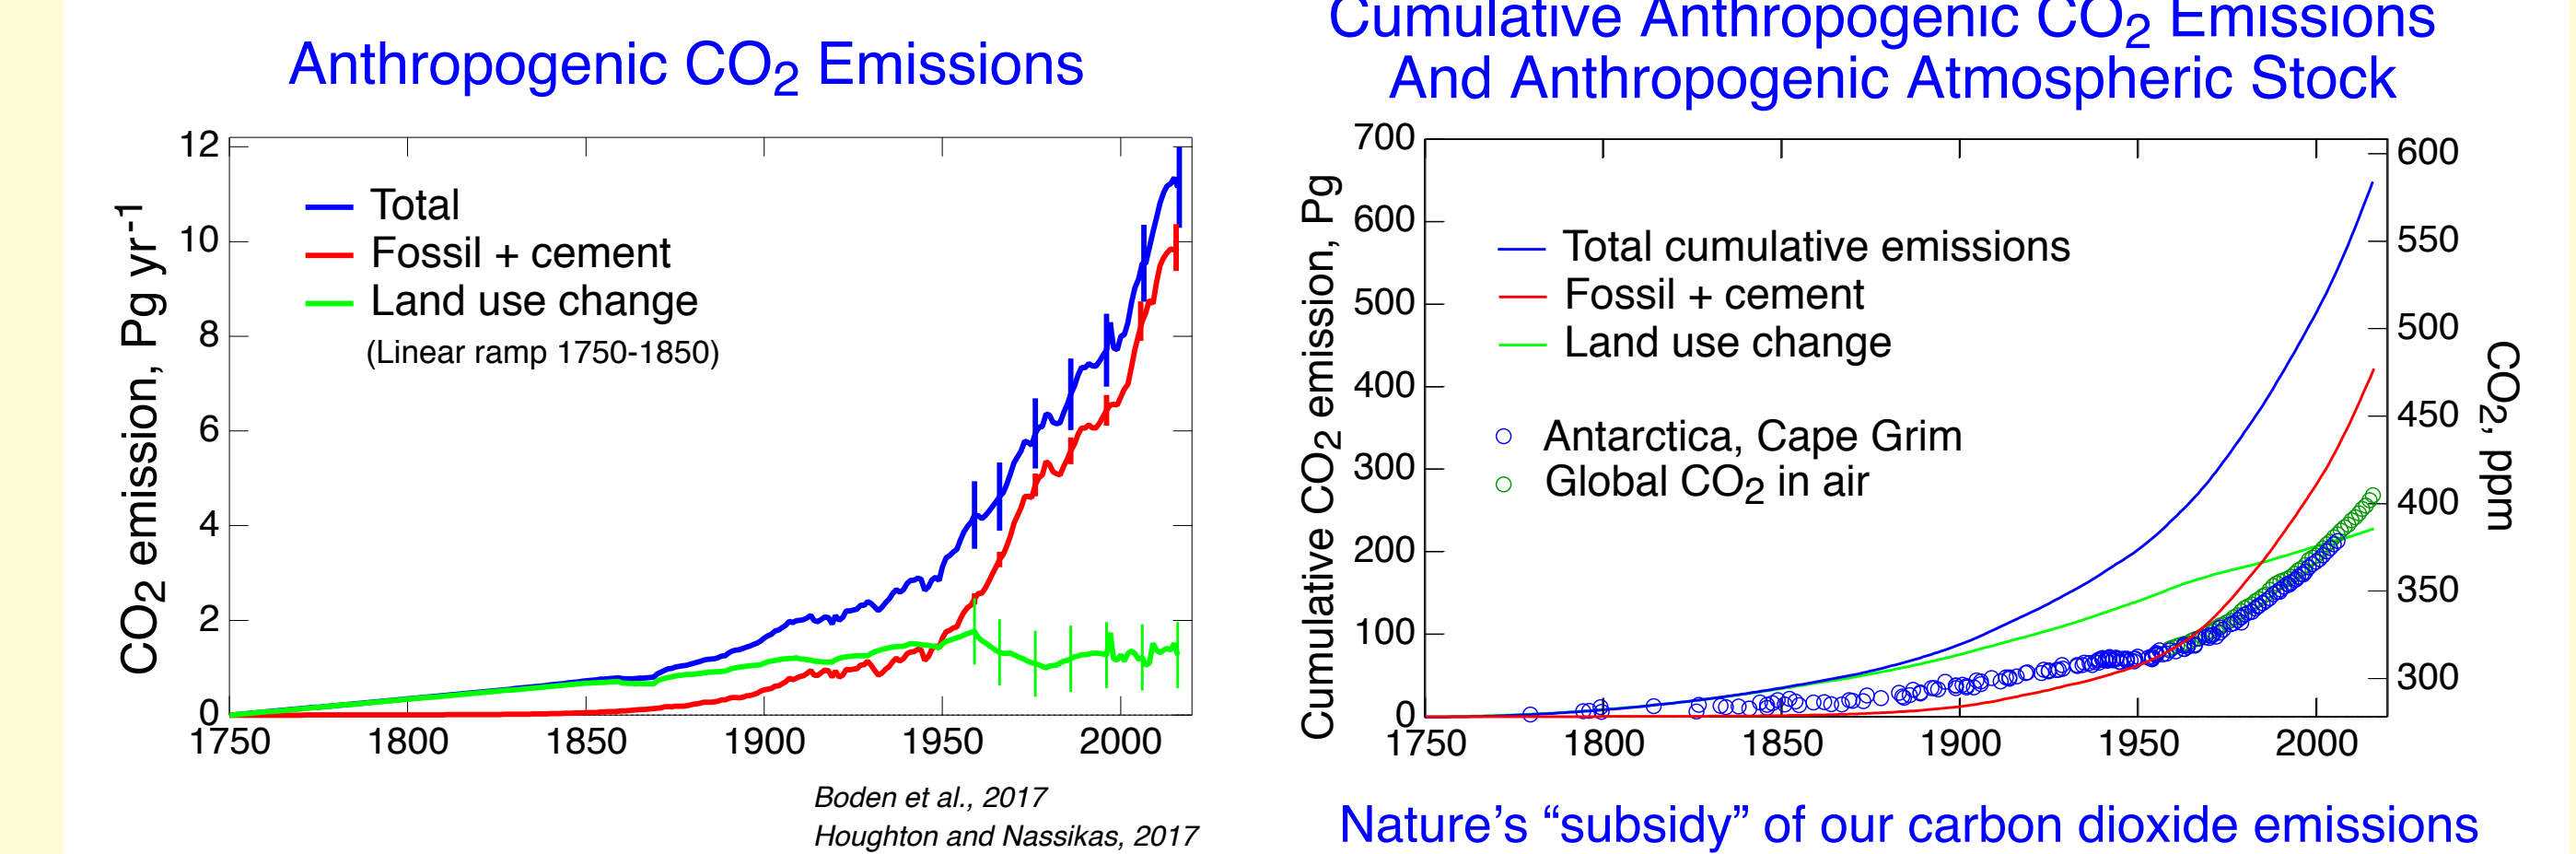 Anthropogenic CO2 Emissions
12
10
8
6
4
2
0
CO2 emission, Pg yr-1
Total
Fossil + cement
Land use change
(Linear ramp 1750-1850)
1750 1800 1850 1900 1950 2000
Boden et al., 2017
Houghton and Nassikas, 2017
Cumulative Anthropogenic CO2 Emissions
And Anthropogenic Atmospheric Stock
700
600
500
400
300
200
100
0
Cumulative CO2 emission, Pg
Total cumulative emissions
Fossil + cement
Land use change
Antarctica, Cape Grim
Global CO2 in air
600
550
500
450
400
350
300
CO2, ppm
1750 1800 1850 1900 1950 2000
Nature's “subsidy” of our carbon dioxide emissions